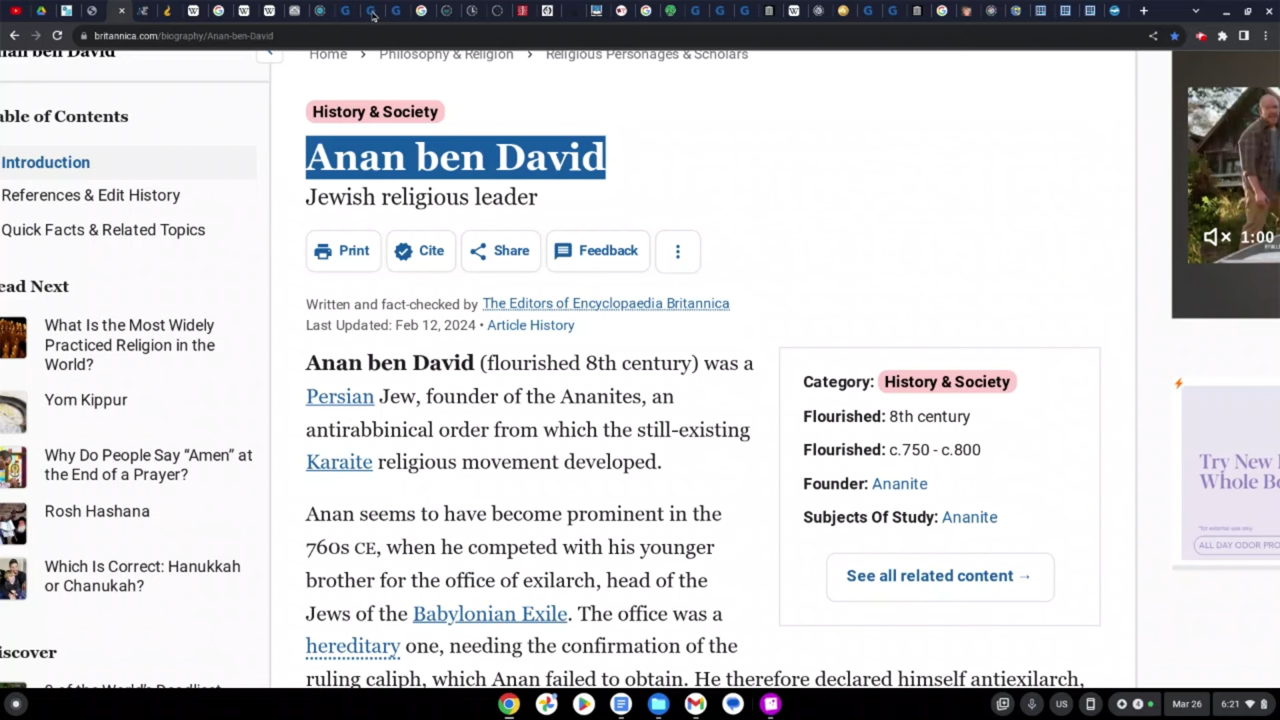 britannica.com/biography/Anan-ben-David
nan ben David
Home > Philosophy & Religion > Religious Personages & Scholars
able of Contents
Introduction
References & Edit History
Quick Facts & Related Topics
ead Next
What Is the Most Widely
Practiced Religion in the
World?
Yom Kippur
Why Do People Say “Amen” at
the End of a Prayer?
Rosh Hashana
Which Is Correct: Hanukkah
or Chanukah?
iscover
History & Society
Anan ben David
Jewish religious leader
Print Cite Share Feedback
Written and fact-checked by The Editors of Encyclopaedia Britannica
Last Updated: Feb 12, 2024 • Article History
Anan ben David (flourished 8th century) was a
Persian Jew, founder of the Ananites, an
antirabbinical order from which the still-existing
Karaite religious movement developed.
Anan seems to have become prominent in the
760s CE, when he competed with his younger
brother for the office of exilarch, head of the
Jews of the Babylonian Exile. The office was a
hereditary one, needing the confirmation of the
ruling caliph, which Anan failed to obtain. He therefore declared himself antiexilarch,
Category: History & Society
Flourished: 8th century
Flourished: c.750 - c.800
Founder: Ananite
Subjects Of Study: Ananite
See all related content →
1:00
Try New
Whole Bo
ALL DAY ODOR PRO
US
4
Mar 26
6:21